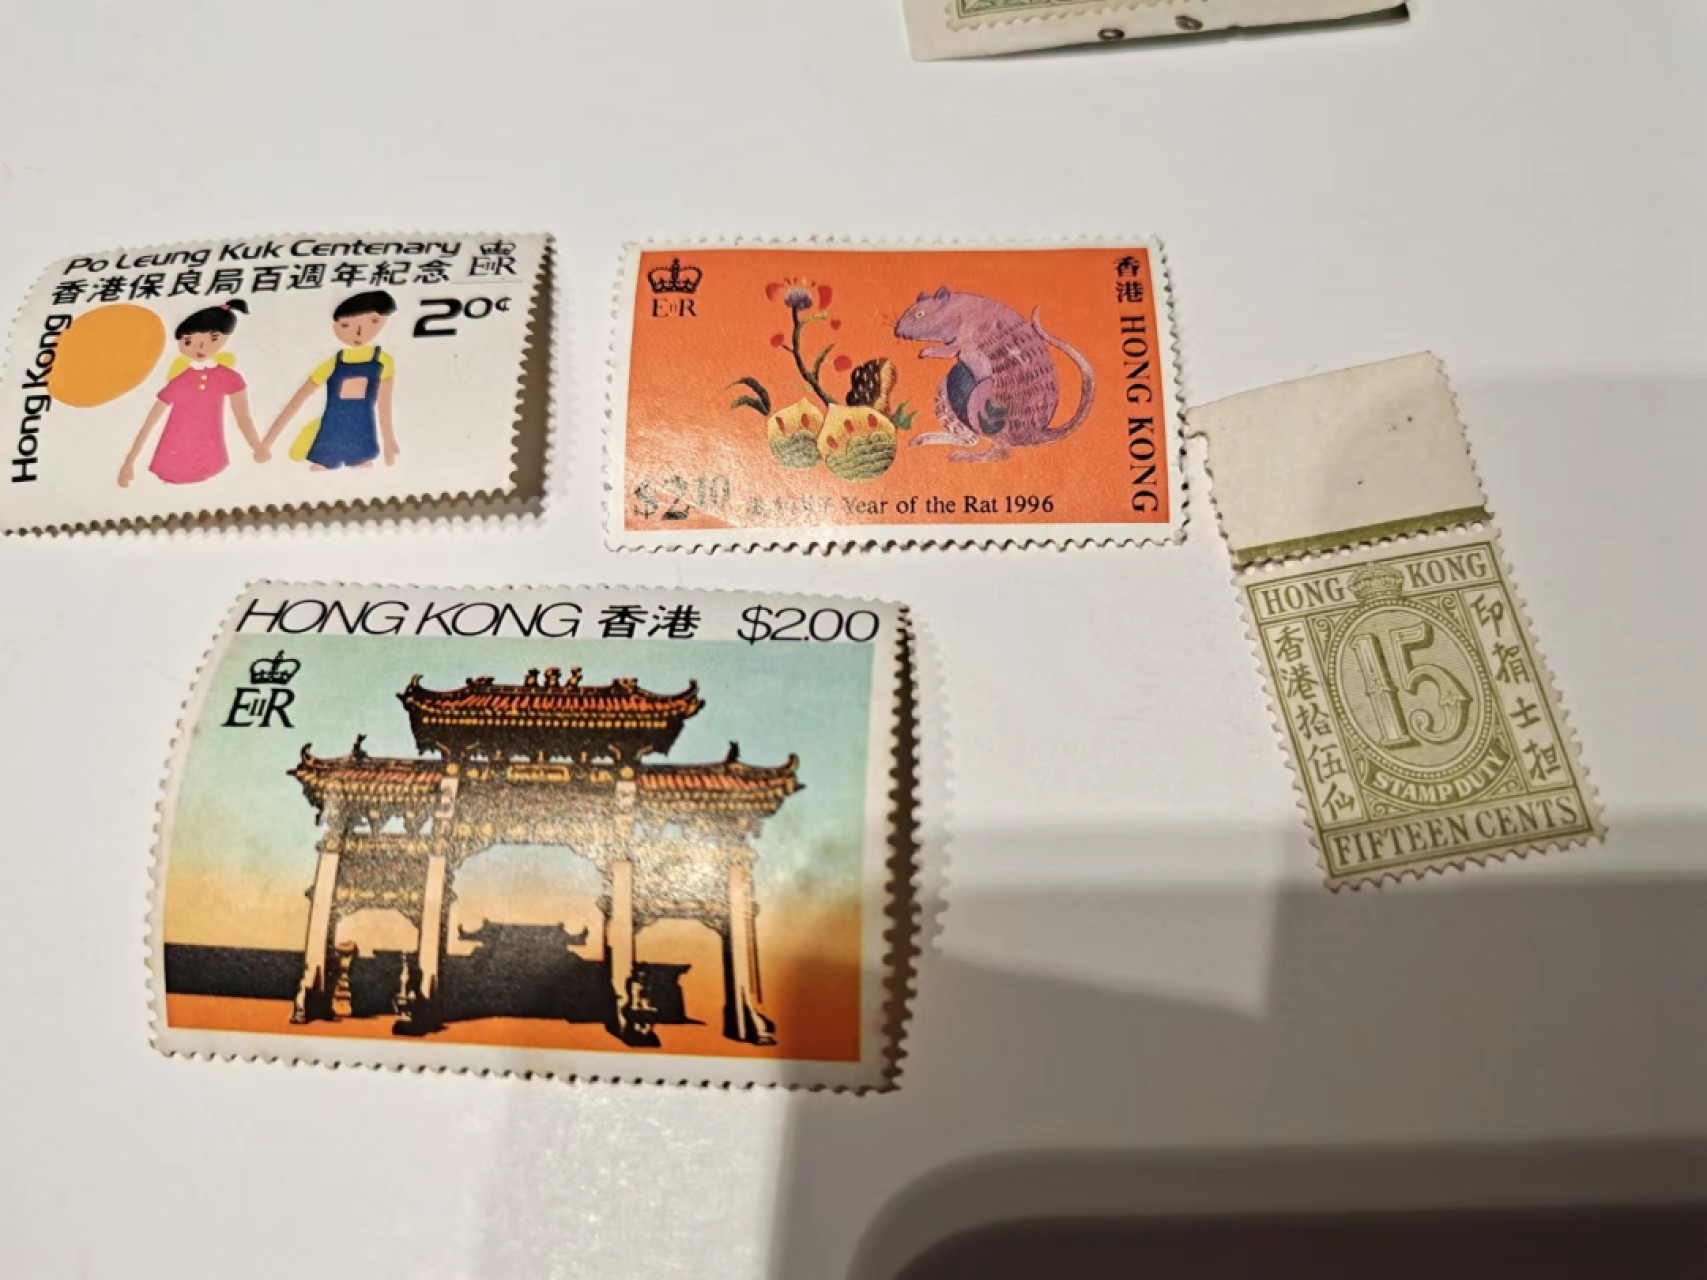 Po Leung Kuk Centenary
香港保良局百週年紀念
EIIR
20¢
Hong Kong
EIIR
香港 HONG KONG
$2.10
Year of the Rat 1996
HONG KONG 香港 $2.00
EIIR
HONG KONG
香港拾伍仙
15
印捐士担
STAMP DUTY
FIFTEEN CENTS